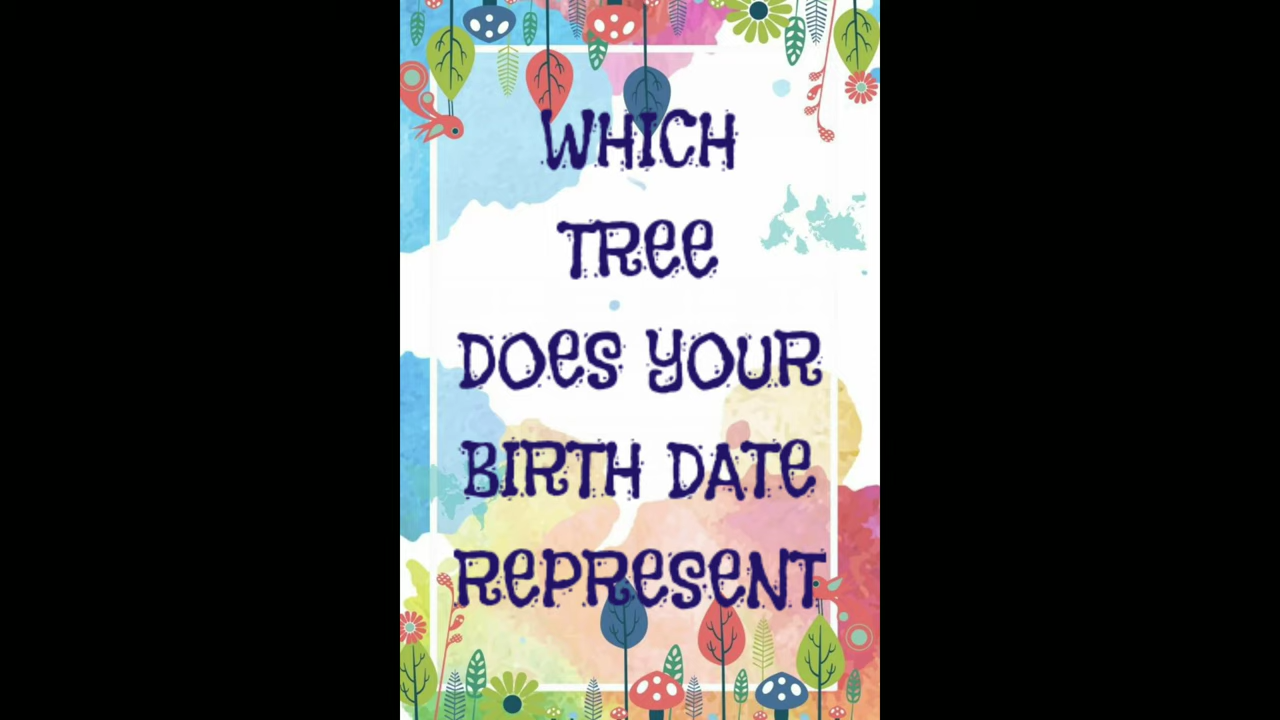 WHICH
TREE
DOES YOUR
BIRTH DATE
REPRESENT